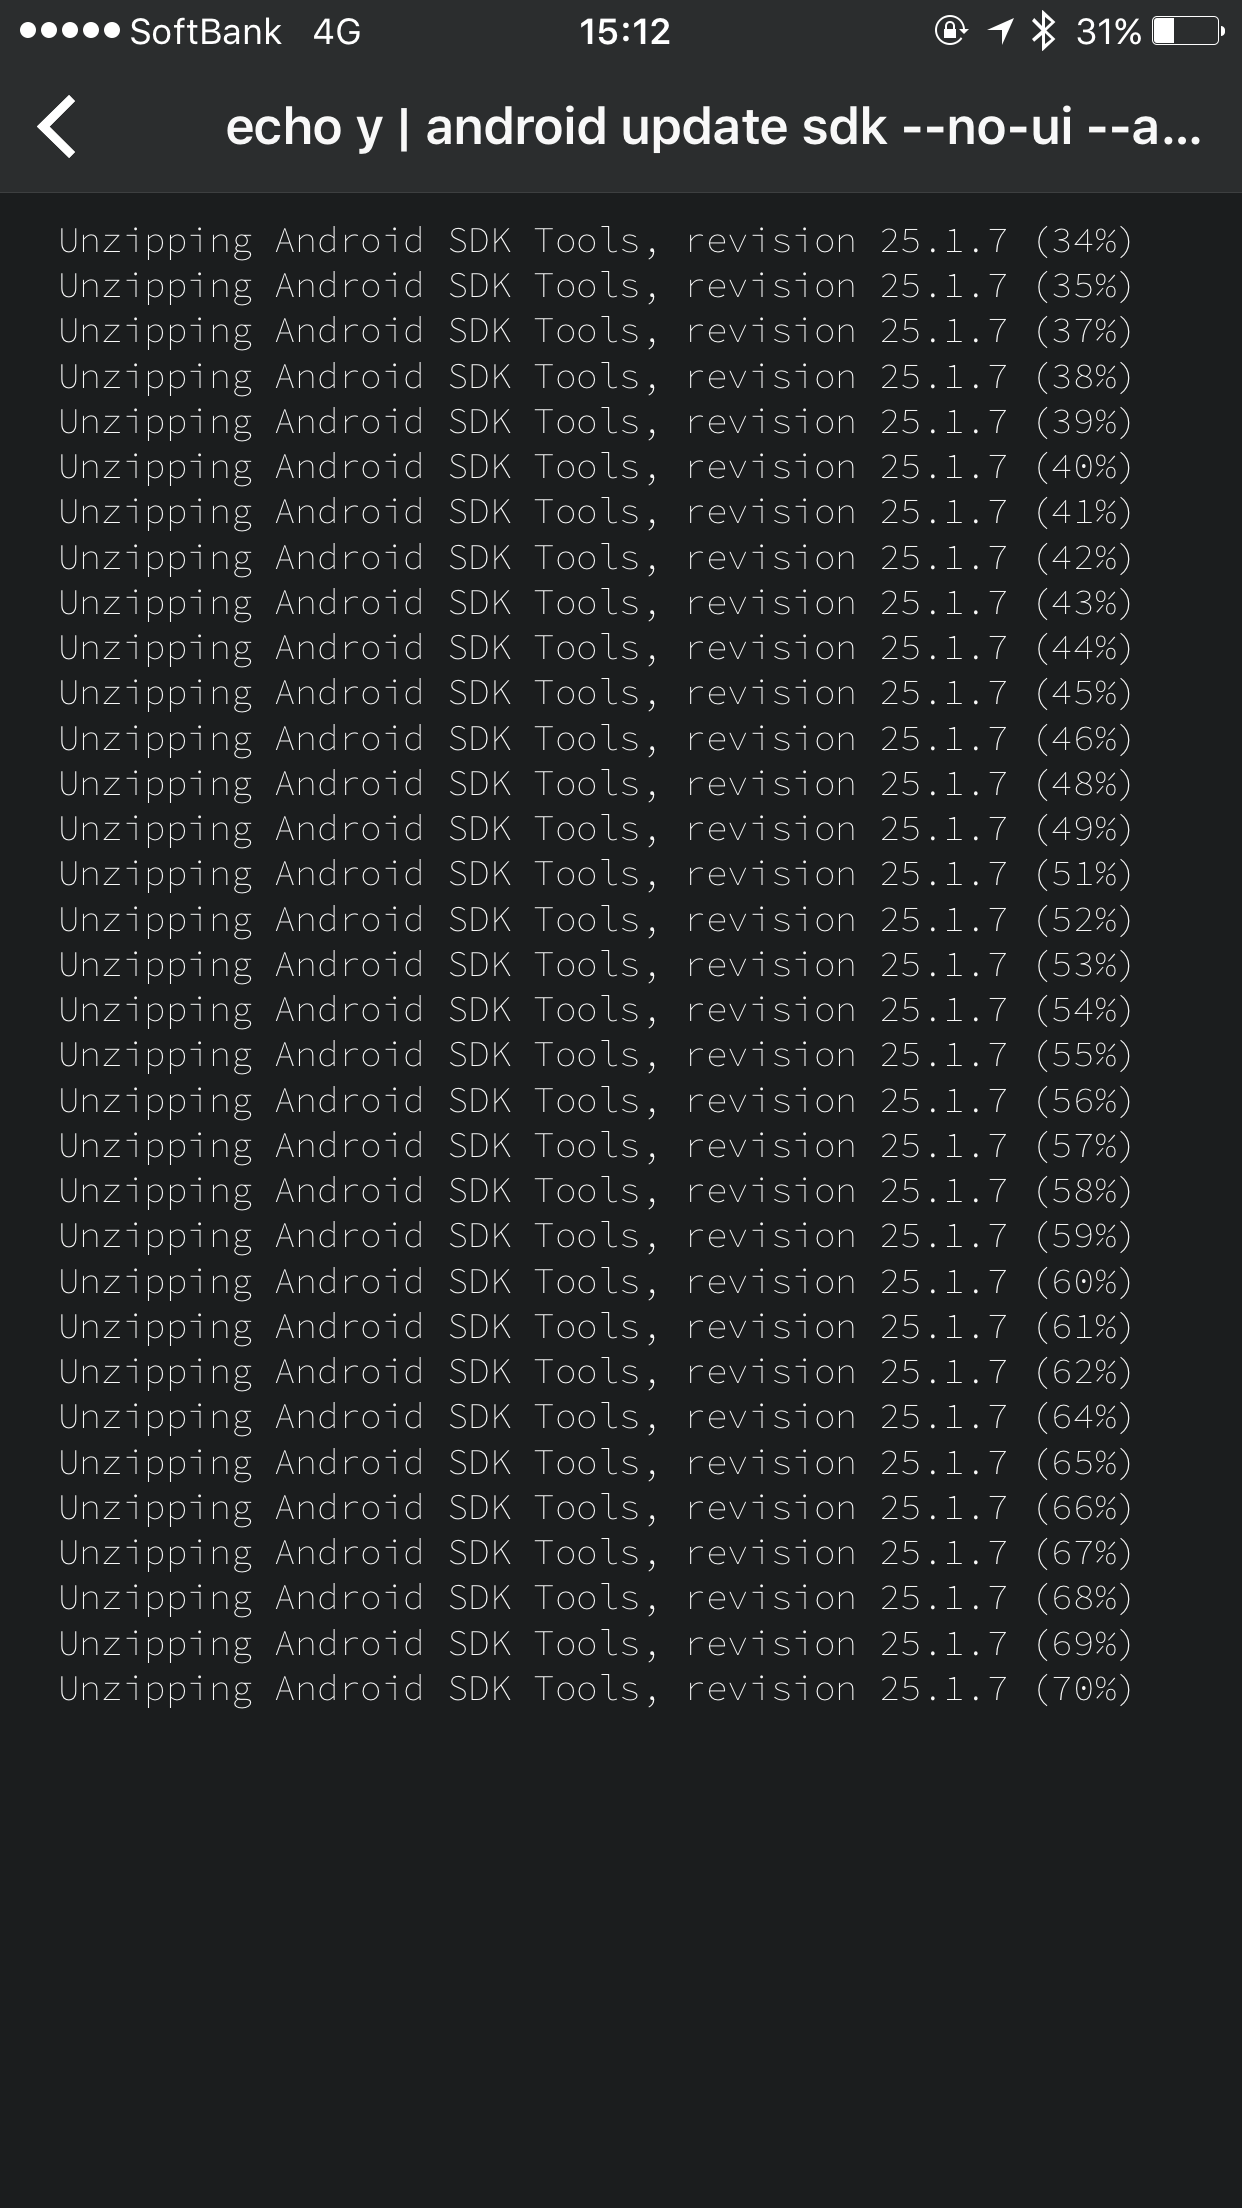 SoftBank 4G 15:12 31%
echo y | android update sdk --no-ui --a...
Unzipping Android SDK Tools, revision 25.1.7 (34%)
Unzipping Android SDK Tools, revision 25.1.7 (35%)
Unzipping Android SDK Tools, revision 25.1.7 (37%)
Unzipping Android SDK Tools, revision 25.1.7 (38%)
Unzipping Android SDK Tools, revision 25.1.7 (39%)
Unzipping Android SDK Tools, revision 25.1.7 (40%)
Unzipping Android SDK Tools, revision 25.1.7 (41%)
Unzipping Android SDK Tools, revision 25.1.7 (42%)
Unzipping Android SDK Tools, revision 25.1.7 (43%)
Unzipping Android SDK Tools, revision 25.1.7 (44%)
Unzipping Android SDK Tools, revision 25.1.7 (45%)
Unzipping Android SDK Tools, revision 25.1.7 (46%)
Unzipping Android SDK Tools, revision 25.1.7 (48%)
Unzipping Android SDK Tools, revision 25.1.7 (49%)
Unzipping Android SDK Tools, revision 25.1.7 (51%)
Unzipping Android SDK Tools, revision 25.1.7 (52%)
Unzipping Android SDK Tools, revision 25.1.7 (53%)
Unzipping Android SDK Tools, revision 25.1.7 (54%)
Unzipping Android SDK Tools, revision 25.1.7 (55%)
Unzipping Android SDK Tools, revision 25.1.7 (56%)
Unzipping Android SDK Tools, revision 25.1.7 (57%)
Unzipping Android SDK Tools, revision 25.1.7 (58%)
Unzipping Android SDK Tools, revision 25.1.7 (59%)
Unzipping Android SDK Tools, revision 25.1.7 (60%)
Unzipping Android SDK Tools, revision 25.1.7 (61%)
Unzipping Android SDK Tools, revision 25.1.7 (62%)
Unzipping Android SDK Tools, revision 25.1.7 (64%)
Unzipping Android SDK Tools, revision 25.1.7 (65%)
Unzipping Android SDK Tools, revision 25.1.7 (66%)
Unzipping Android SDK Tools, revision 25.1.7 (67%)
Unzipping Android SDK Tools, revision 25.1.7 (68%)
Unzipping Android SDK Tools, revision 25.1.7 (69%)
Unzipping Android SDK Tools, revision 25.1.7 (70%)